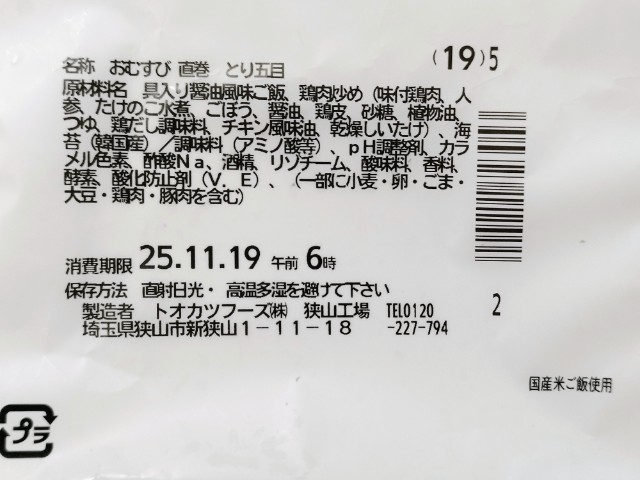 (19)5
名称 おむすび 直巻 とり五目
原材料名 具入り醤油風味ご飯、鶏肉炒め（味付鶏肉、人
参、たけのこ水煮、ごぼう、醤油、鶏皮、砂糖、植物油、
つゆ、鶏だし調味料、チキン風味油、乾燥しいたけ）、海
苔（韓国産）／調味料（アミノ酸等）、ｐＨ調整剤、カラ
メル色素、酢酸Ｎａ、酒精、リゾチーム、酸味料、香料、
酵素、酸化防止剤（Ｖ．Ｅ）、（一部に小麦・卵・ごま・
大豆・鶏肉・豚肉を含む）
消費期限 25.11.19 午前 6時
保存方法 直射日光・高温多湿を避けて下さい
製造者 トオカツフーズ㈱ 狭山工場 TEL0120
埼玉県狭山市新狭山１－１１－１８ -227-794
2
国産米ご飯使用
プラ